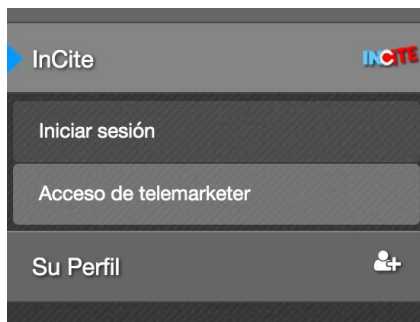 InCite INCITE
Iniciar sesión
Acceso de telemarketer
Su Perfil